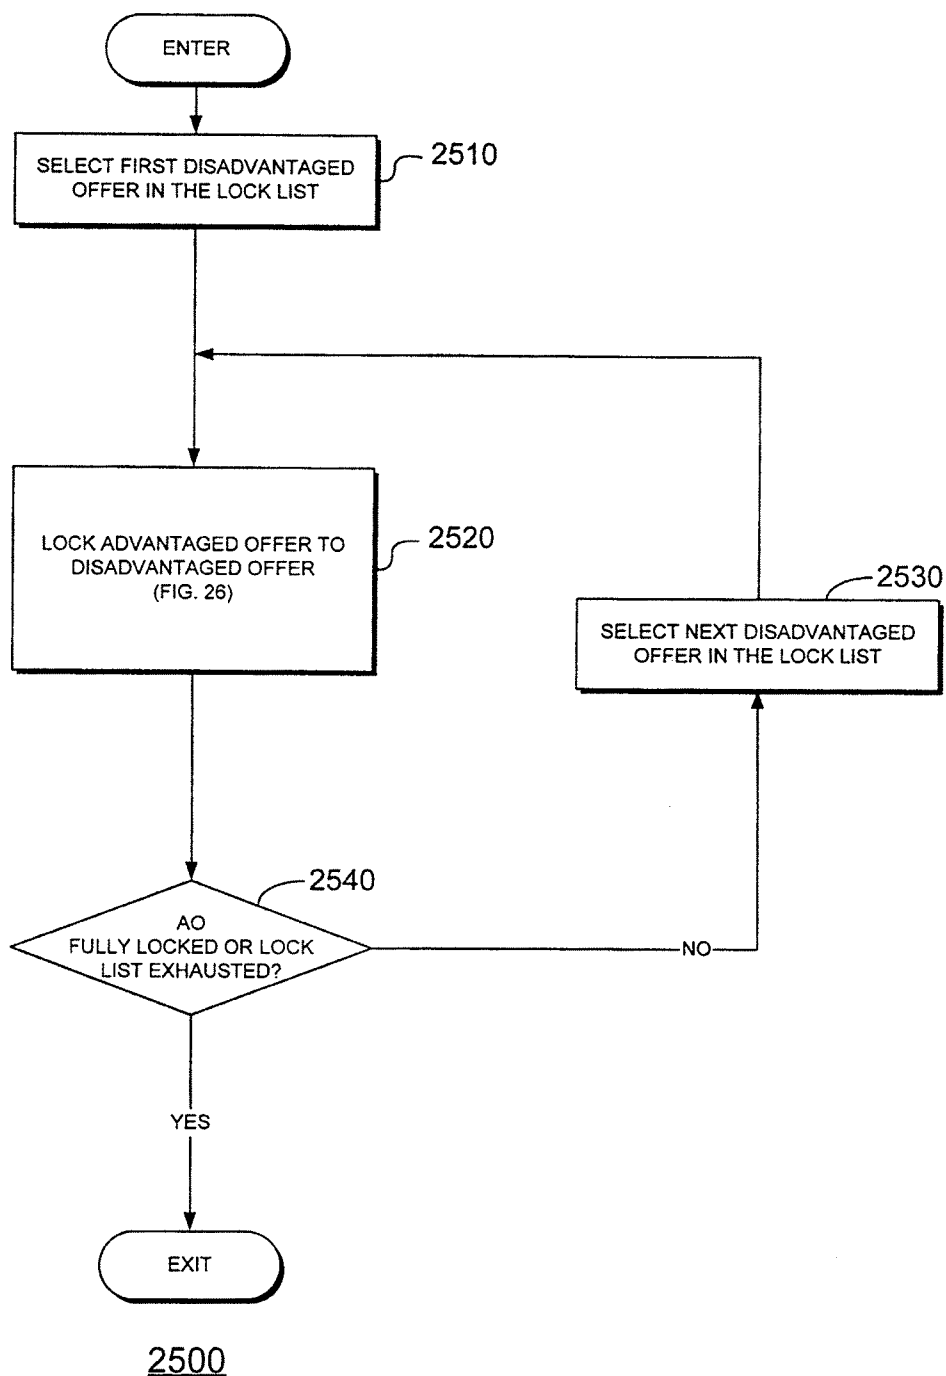 ENTER
SELECT FIRST DISADVANTAGED
OFFER IN THE LOCK LIST
2510
LOCK ADVANTAGED OFFER TO
DISADVANTAGED OFFER
(FIG. 26)
2520
2530
SELECT NEXT DISADVANTAGED
OFFER IN THE LOCK LIST
2540
AO
FULLY LOCKED OR LOCK
LIST EXHAUSTED?
NO
YES
EXIT
2500